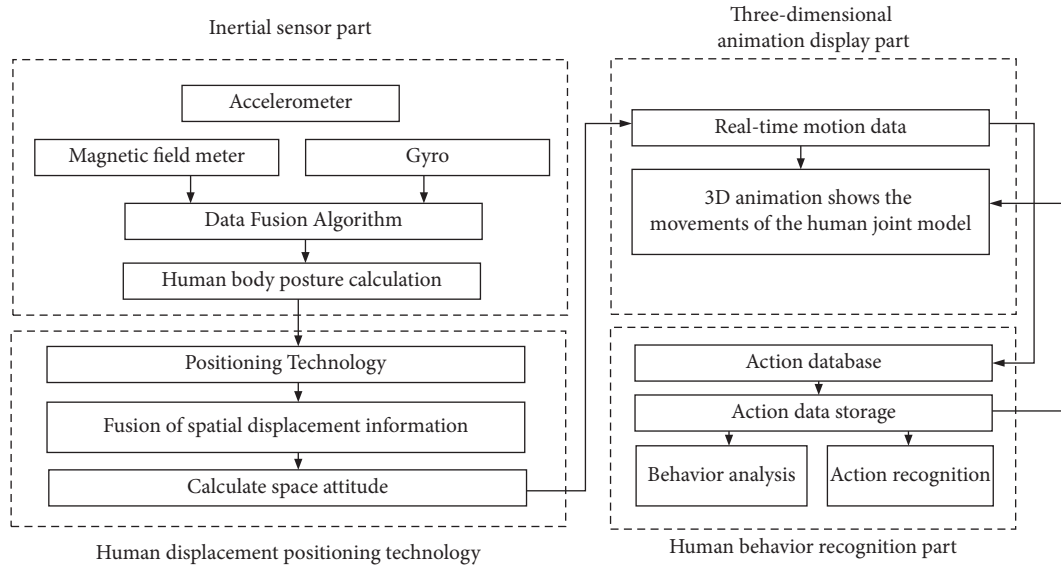 Inertial sensor part
Accelerometer
Magnetic field meter
Gyro
Data Fusion Algorithm
Human body posture calculation
Positioning Technology
Fusion of spatial displacement information
Calculate space attitude
Human displacement positioning technology
Three-dimensional
animation display part
Real-time motion data
3D animation shows the
movements of the human joint model
Action database
Action data storage
Behavior analysis
Action recognition
Human behavior recognition part